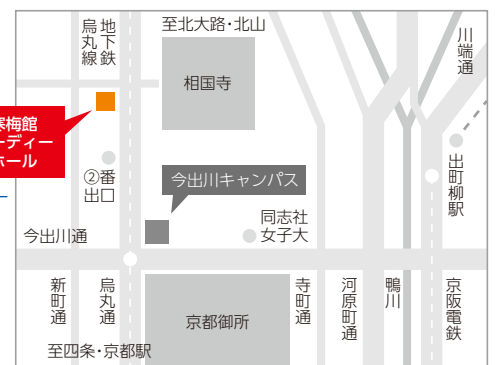 地下鉄
烏丸線
至北大路・北山
川端通
相国寺
寒梅館
ーディー
ホール
②番
出口
今出川キャンパス
出町柳駅
同志社
女子大
今出川通
新町通
烏丸通
京都御所
寺町通
河原町通
鴨川
京阪電鉄
至四条・京都駅